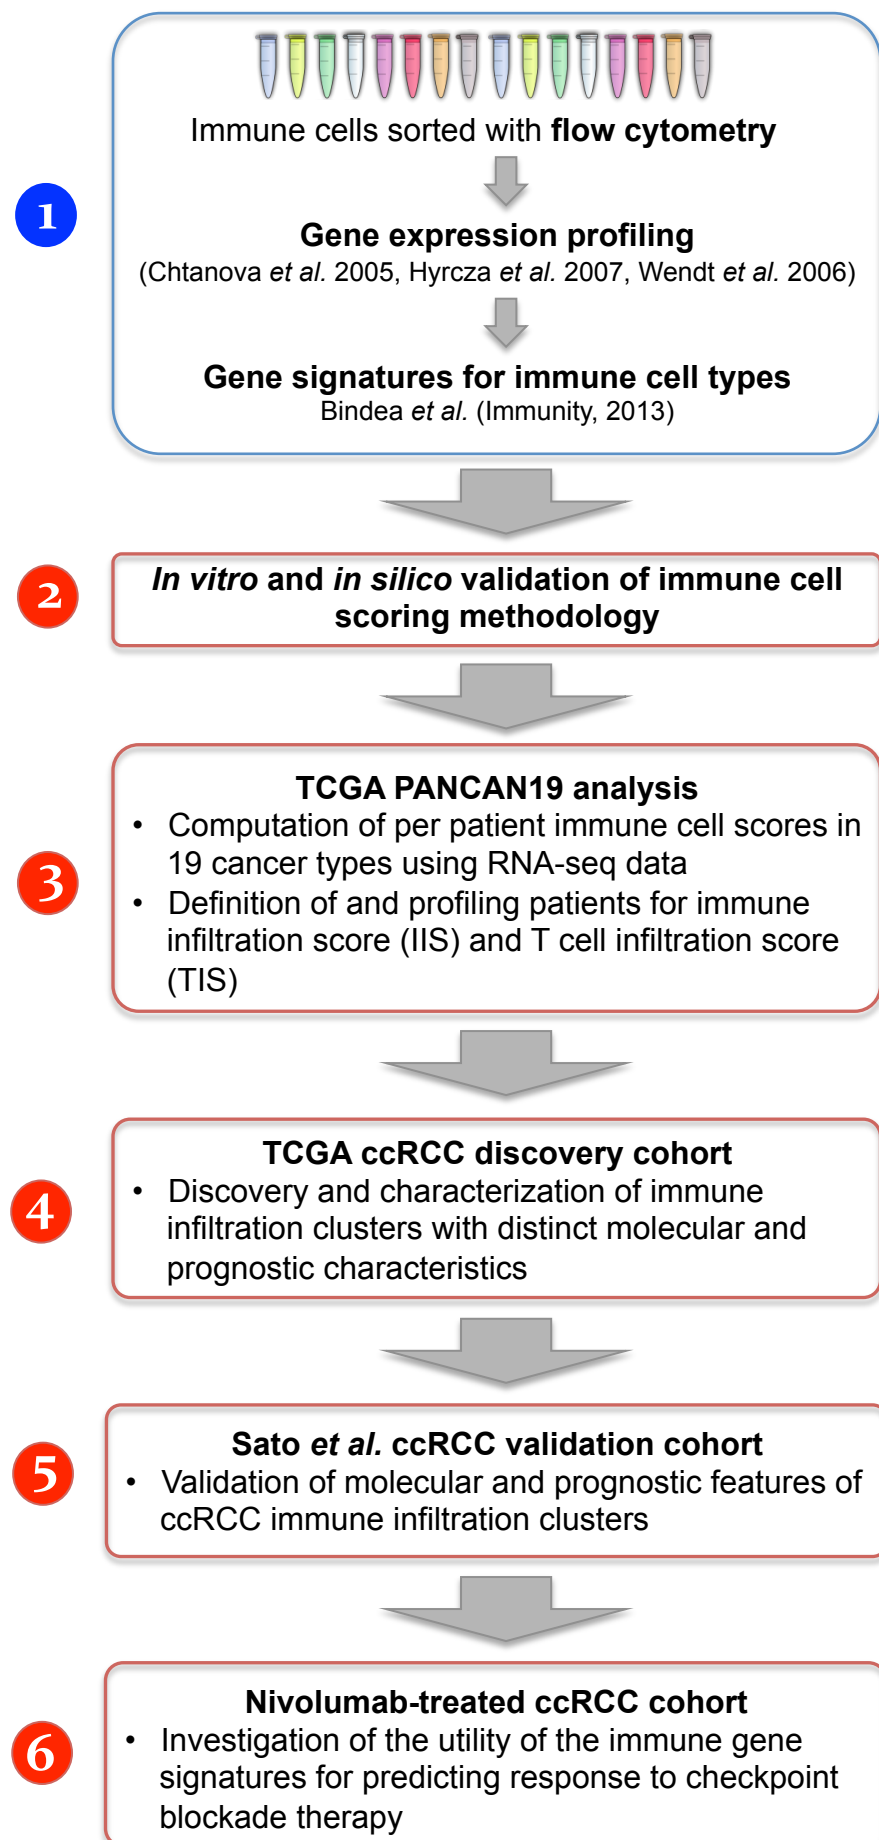 Immune cells sorted with flow cytometry
1
Gene expression profiling
(Chtanova et al. 2005, Hyrcza et al. 2007, Wendt et al. 2006)
Gene signatures for immune cell types
Bindea et al. (Immunity, 2013)
2
In vitro and in silico validation of immune cell
scoring methodology
3
TCGA PANCAN19 analysis
• Computation of per patient immune cell scores in
19 cancer types using RNA-seq data
• Definition of and profiling patients for immune
infiltration score (IIS) and T cell infiltration score
(TIS)
4
TCGA ccRCC discovery cohort
• Discovery and characterization of immune
infiltration clusters with distinct molecular and
prognostic characteristics
5
Sato et al. ccRCC validation cohort
• Validation of molecular and prognostic features of
ccRCC immune infiltration clusters
6
Nivolumab-treated ccRCC cohort
• Investigation of the utility of the immune gene
signatures for predicting response to checkpoint
blockade therapy